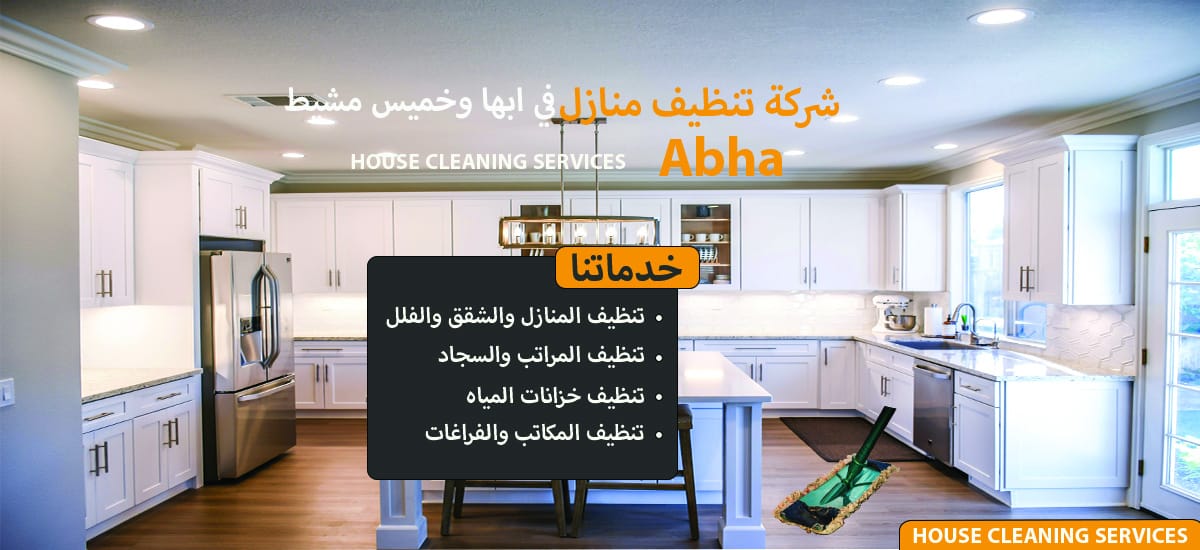 شركة تنظيف منازل في ابها وخميس مشيط
Abha HOUSE CLEANING SERVICES
خدماتنا
• تنظيف المنازل والشقق والفلل
• تنظيف المراتب والسجاد
• تنظيف خزانات المياه
• تنظيف المكاتب والفراغات
HOUSE CLEANING SERVICES